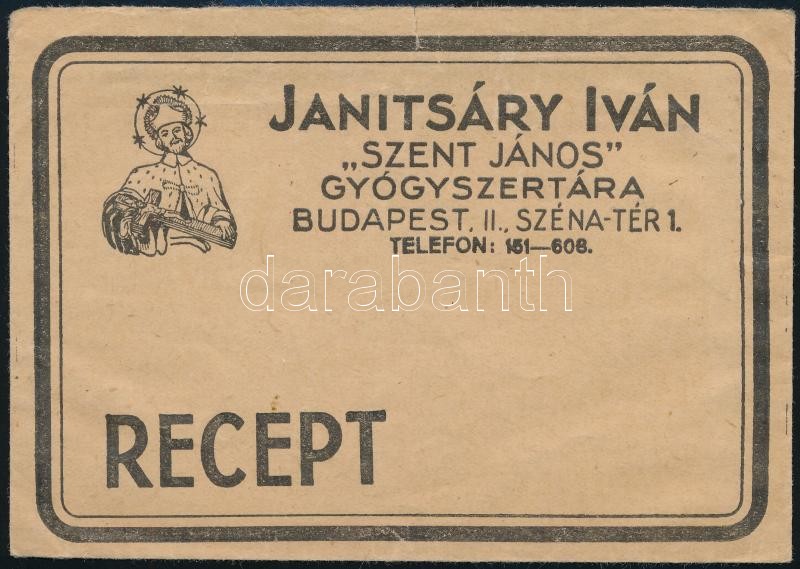 JANITSÁRY IVÁN
„SZENT JÁNOS”
GYÓGYSZERTÁRA
BUDAPEST, II., SZÉNA-TÉR 1.
TELEFON: 151—608.
darabanth
RECEPT